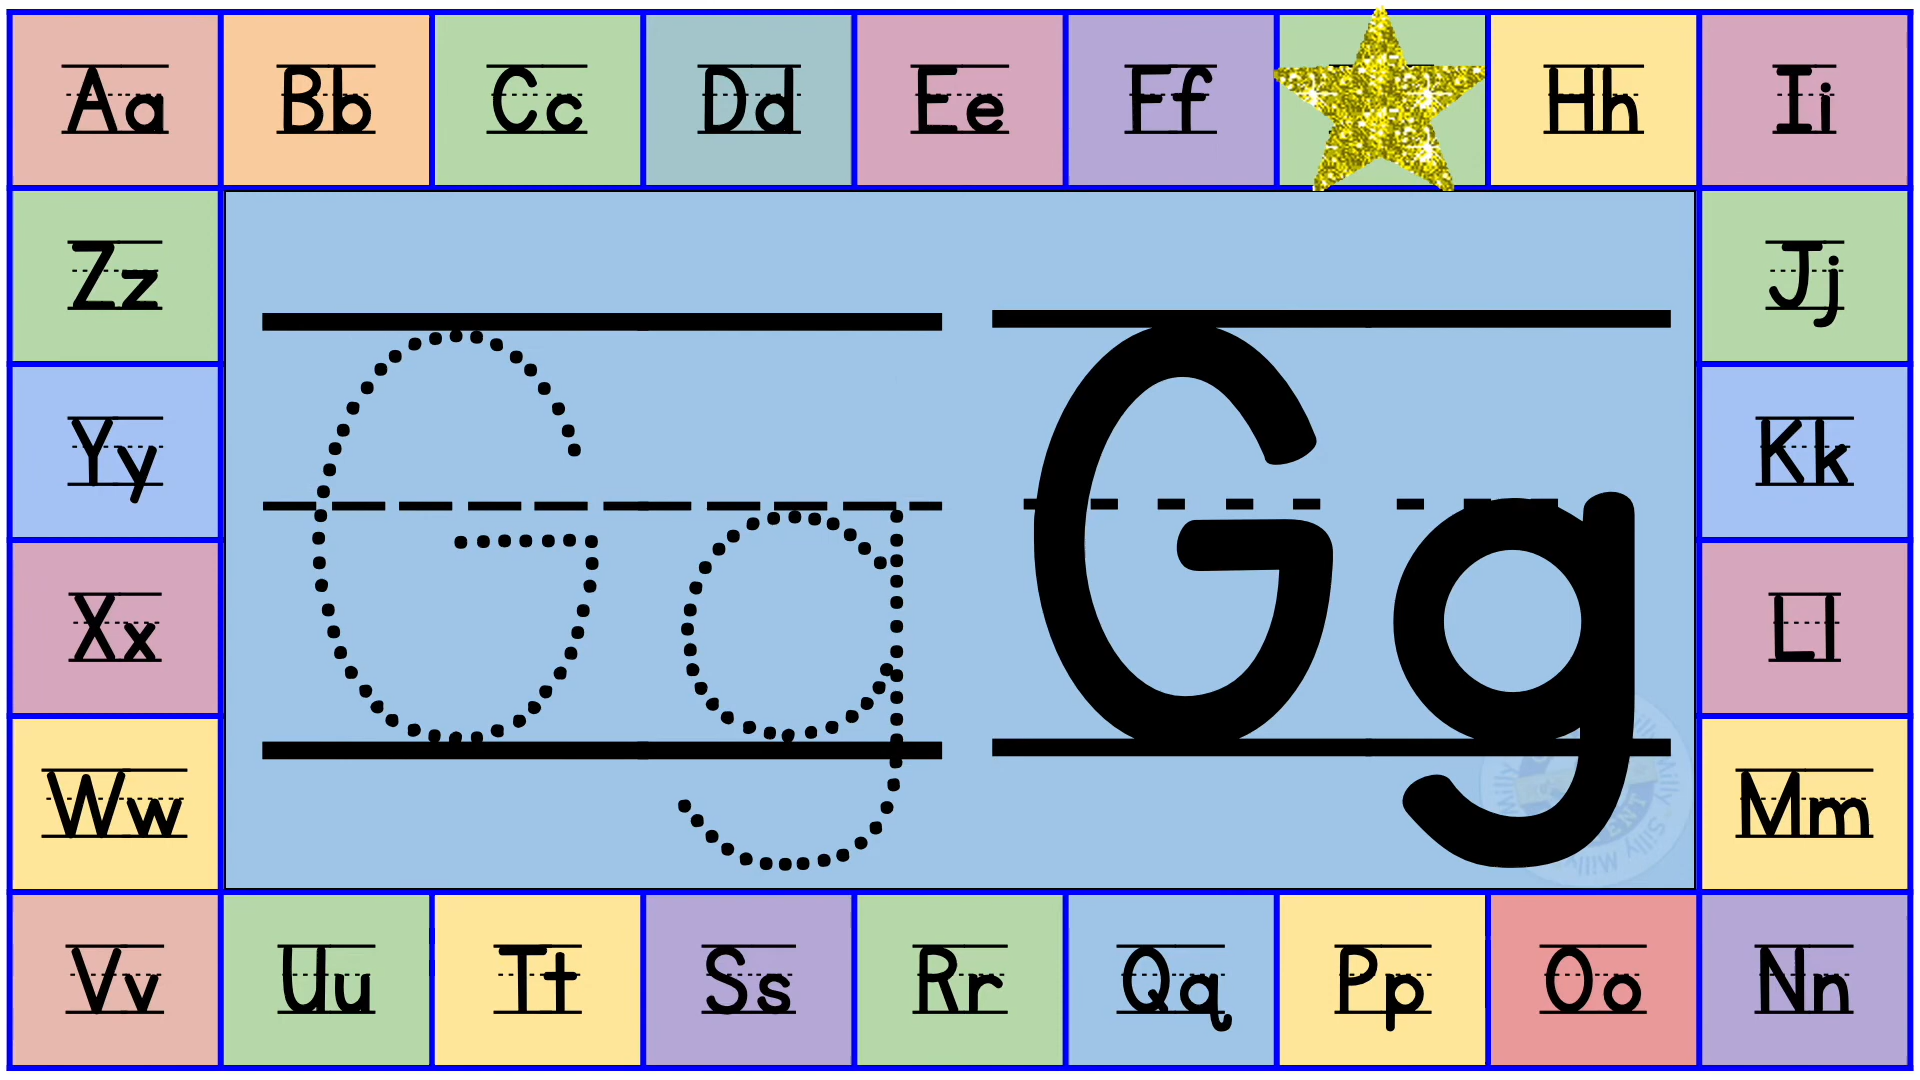 Aa Bb Cc Dd Ee Ff Hh Ii
Zz Jj
Gg Gg
Yy Kk
Xx Ll
Ww Mm
Vv Uu Tt Ss Rr Qq Pp Oo Nn